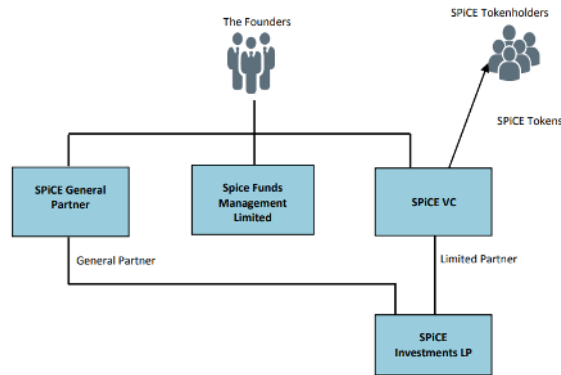 SPiCE Tokenholders
The Founders
SPiCE Tokens
SPiCE General
Partner
Spice Funds
Management
Limited
SPiCE VC
General Partner
Limited Partner
SPiCE
Investments LP